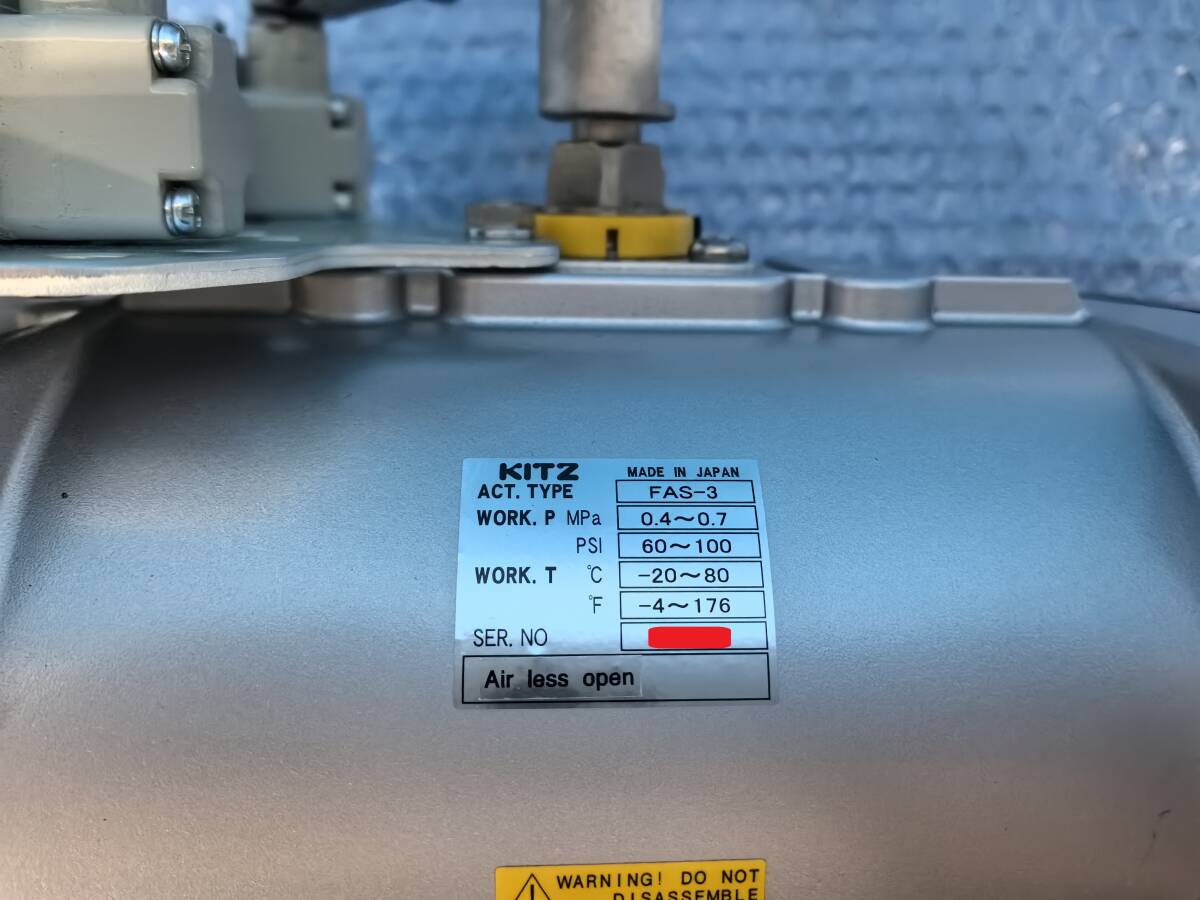 KITZ MADE IN JAPAN
ACT. TYPE FAS-3
WORK. P MPa 0.4～0.7
PSI 60～100
WORK. T ℃ -20～80
℉ -4～176
SER. NO
Air less open
WARNING! DO NOT
DISASSEMBLE